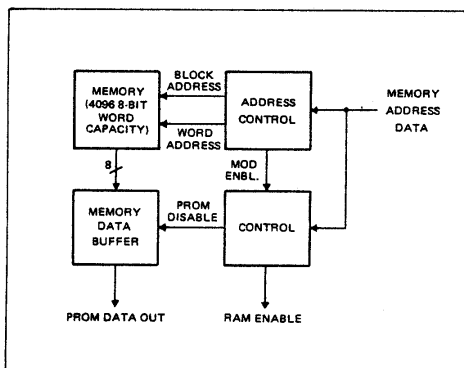 BLOCK
ADDRESS
MEMORY
(4096 8-BIT
WORD
CAPACITY)
WORD
ADDRESS
ADDRESS
CONTROL
MEMORY
ADDRESS
DATA
8
MOD
ENBL.
MEMORY
DATA
BUFFER
PROM
DISABLE
CONTROL
PROM DATA OUT
RAM ENABLE